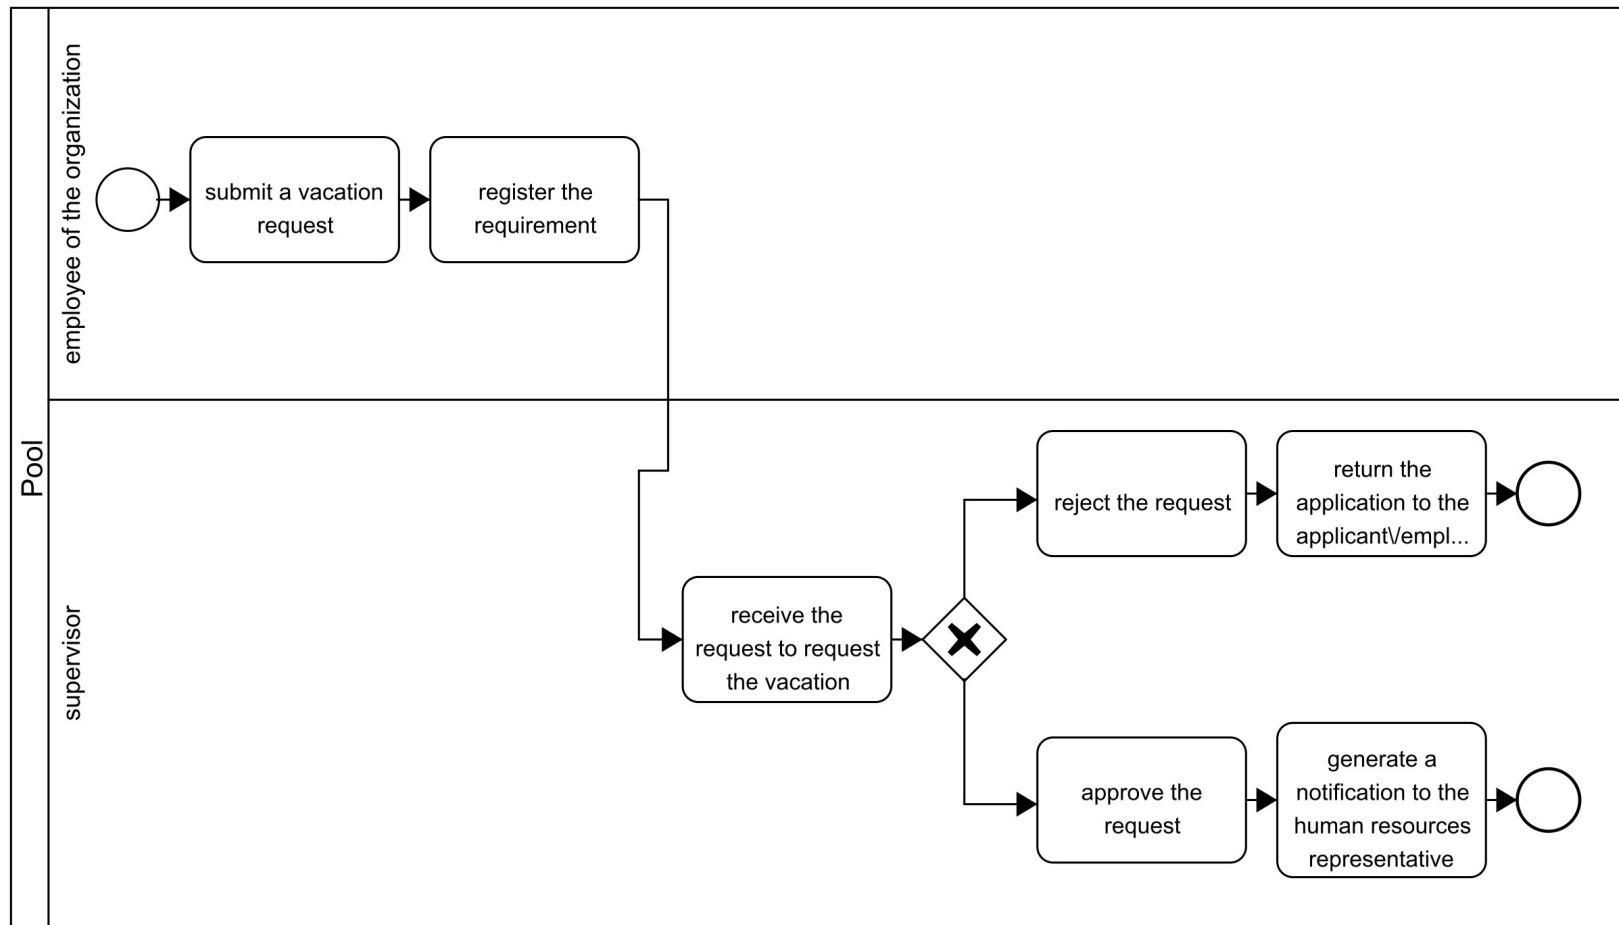 Pool
employee of the organization
submit a vacation
request
register the
requirement
supervisor
receive the
request to request
the vacation
reject the request
return the
application to the
applicant\/empl...
approve the
request
generate a
notification to the
human resources
representative